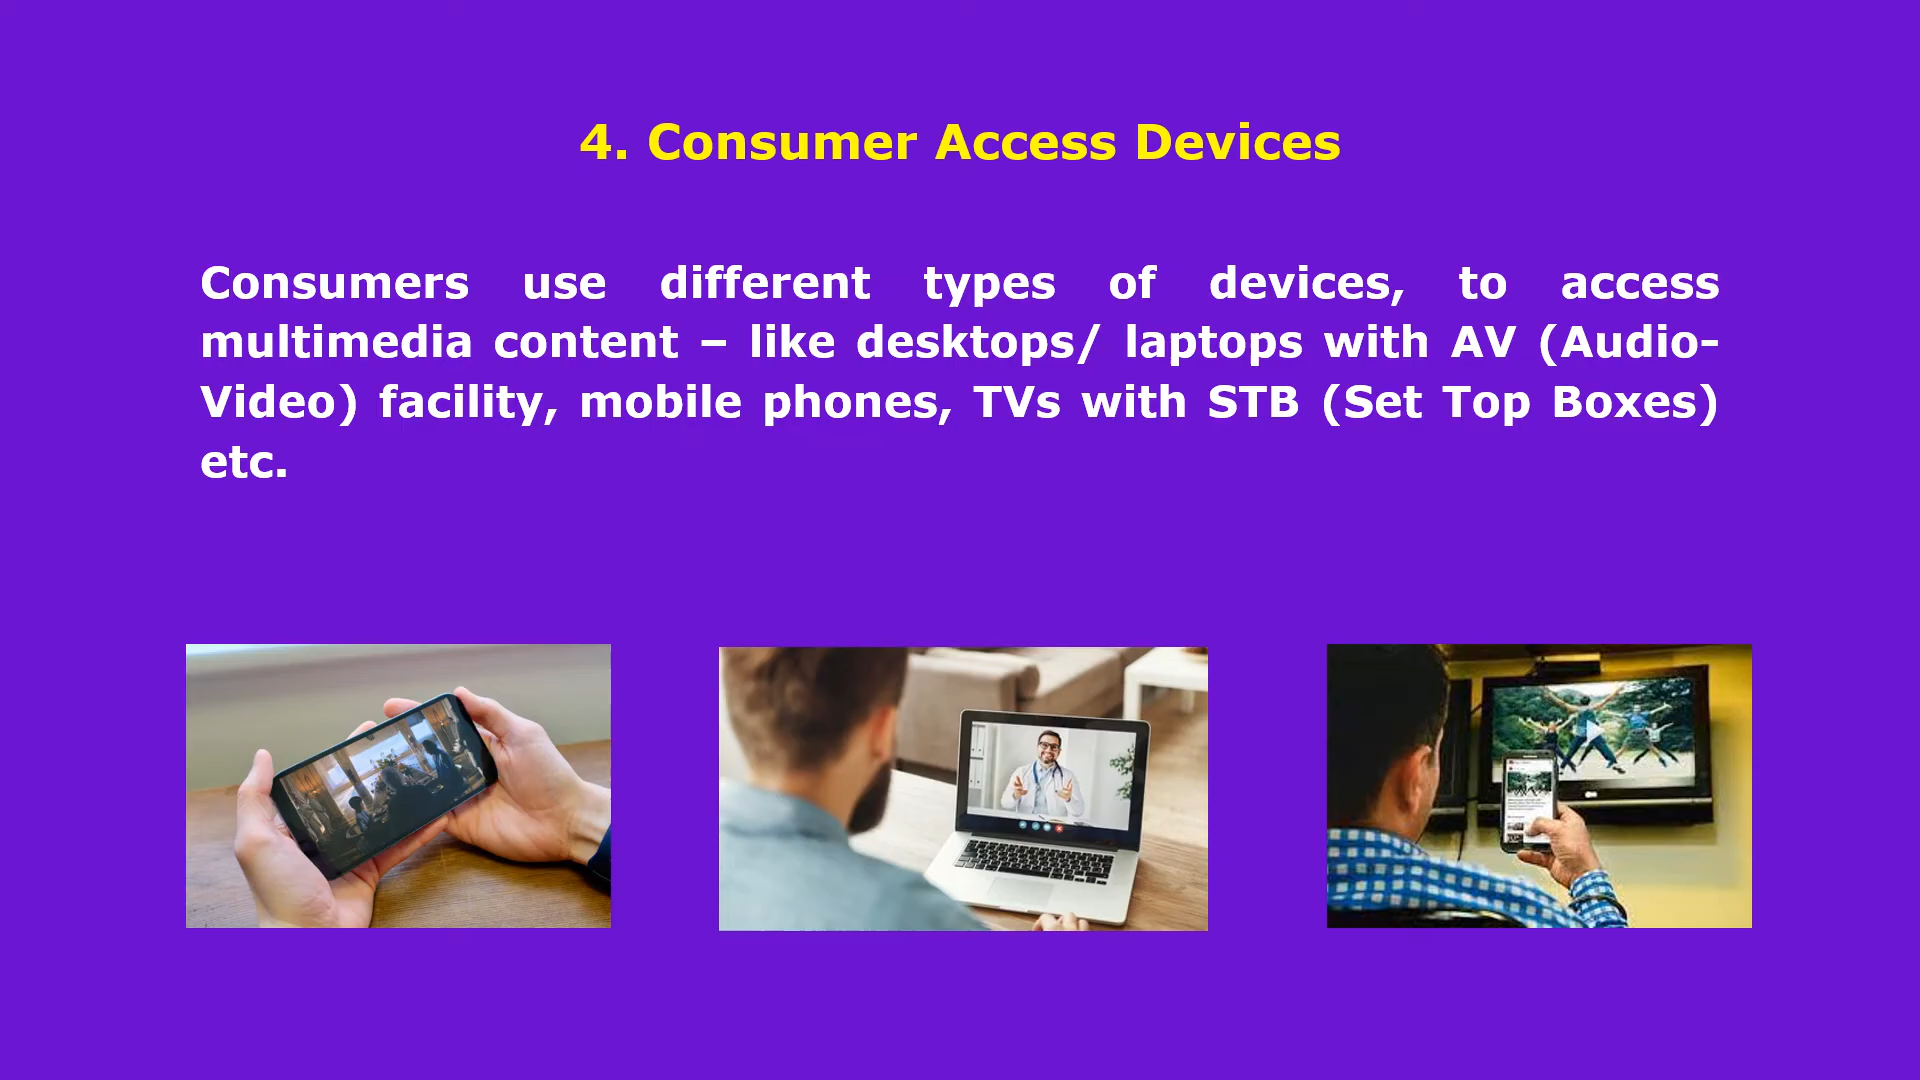 4. Consumer Access Devices
Consumers use different types of devices, to access
multimedia content – like desktops/ laptops with AV (Audio-
Video) facility, mobile phones, TVs with STB (Set Top Boxes)
etc.